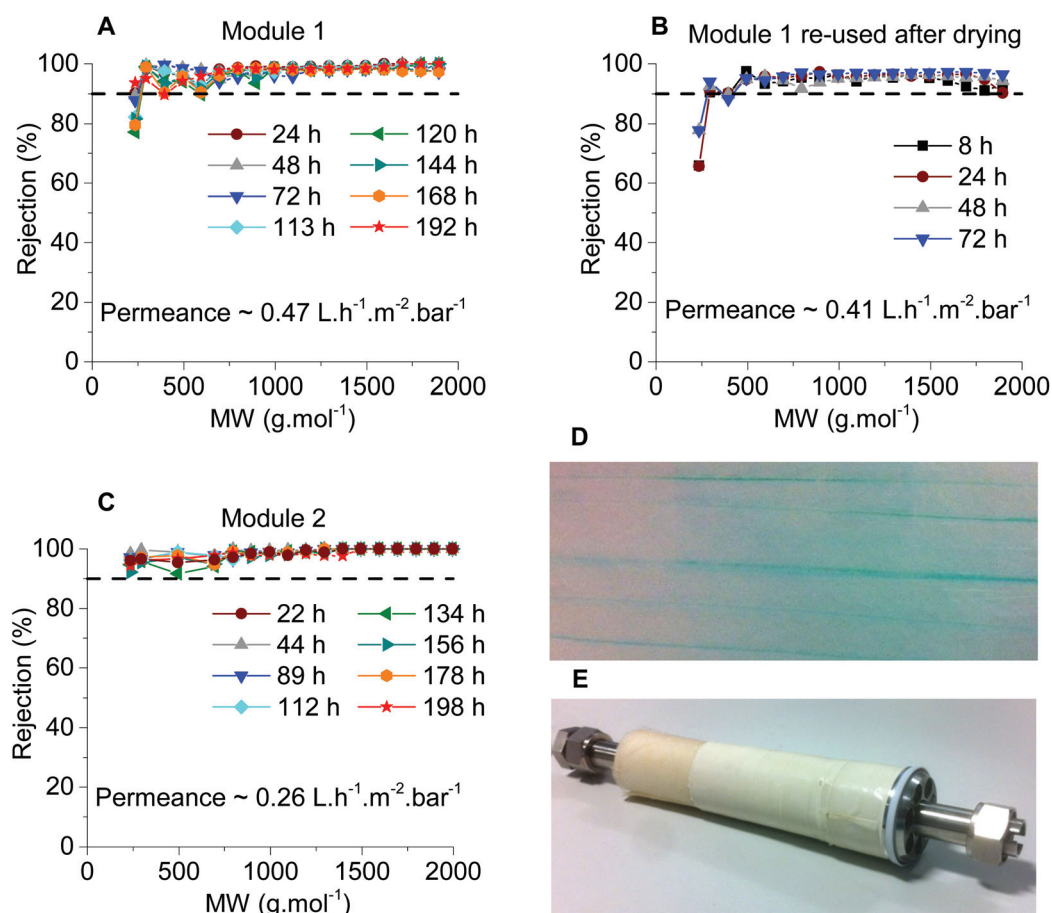 A
Module 1
100
80
60
40
20
0
Rejection (%)
24 h
48 h
72 h
113 h
120 h
144 h
168 h
192 h
Permeance ~ 0.47 L.h⁻¹.m⁻².bar⁻¹
0 500 1000 1500 2000
MW (g.mol⁻¹)
B
Module 1 re-used after drying
100
80
60
40
20
0
Rejection (%)
8 h
24 h
48 h
72 h
Permeance ~ 0.41 L.h⁻¹.m⁻².bar⁻¹
0 500 1000 1500 2000
MW (g.mol⁻¹)
C
Module 2
100
80
60
40
20
0
Rejection (%)
22 h
44 h
89 h
112 h
134 h
156 h
178 h
198 h
Permeance ~ 0.26 L.h⁻¹.m⁻².bar⁻¹
0 500 1000 1500 2000
MW (g.mol⁻¹)
D
E